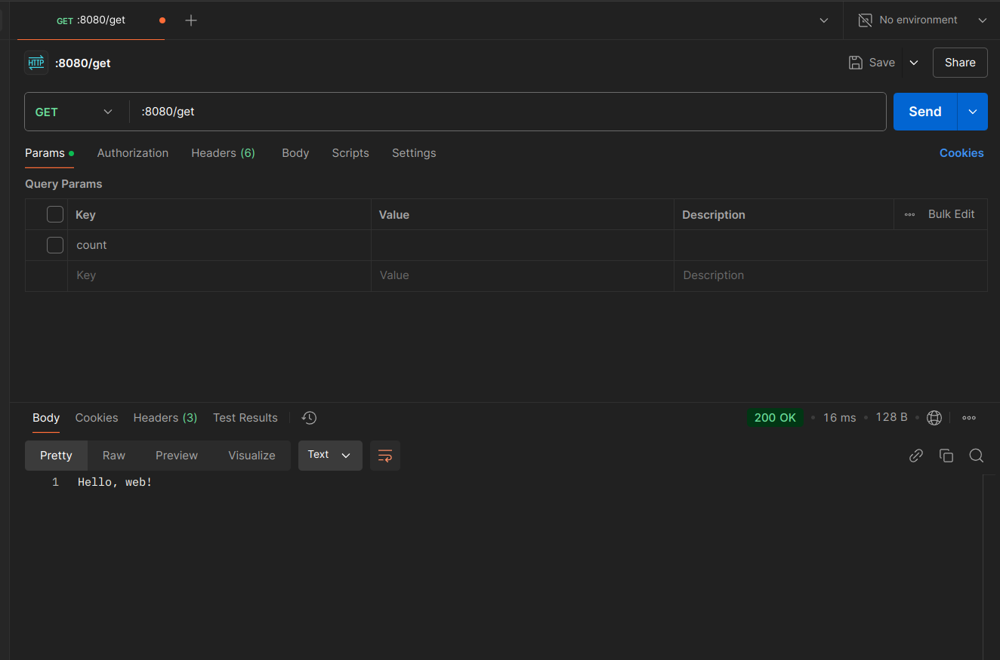 GET :8080/get No environment
HTTP :8080/get Save Share
GET :8080/get Send
Params Authorization Headers (6) Body Scripts Settings Cookies
Query Params
Key Value Description Bulk Edit
count
Key Value Description
Body Cookies Headers (3) Test Results 200 OK 16 ms 128 B
Pretty Raw Preview Visualize Text
1 Hello, web!